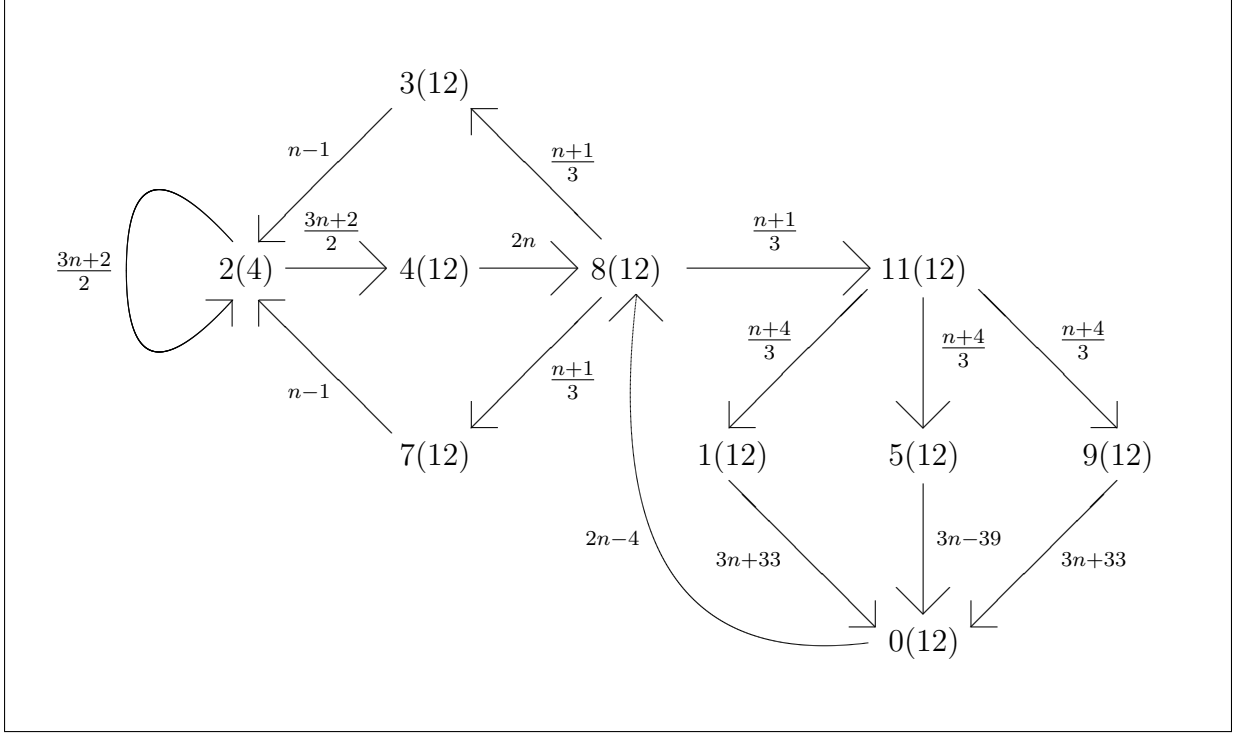 3(12)
n−1
n+1
3
3n+2
2
2n
n+1
3
3n+2
2
2(4)
4(12)
8(12)
11(12)
n+4
3
n+4
3
n+4
3
n−1
n+1
3
7(12)
1(12)
5(12)
9(12)
2n−4
3n+33
3n−39
3n+33
0(12)